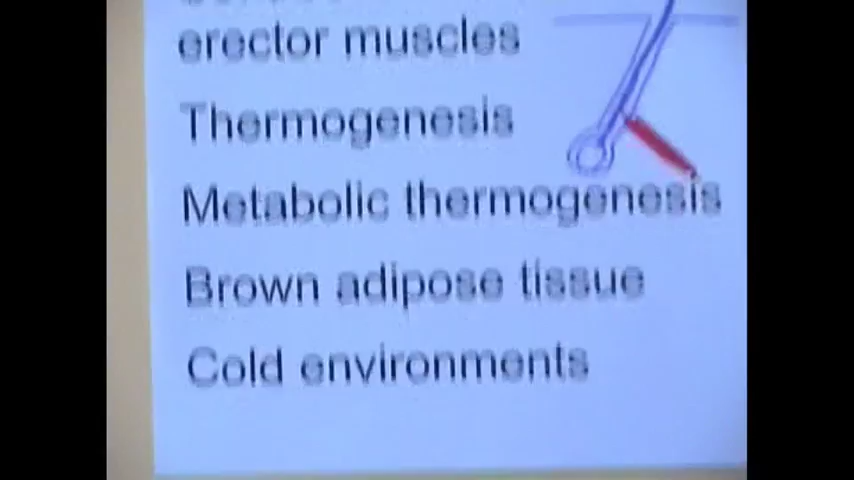 erector muscles
Thermogenesis
Metabolic thermogenesis
Brown adipose tissue
Cold environments